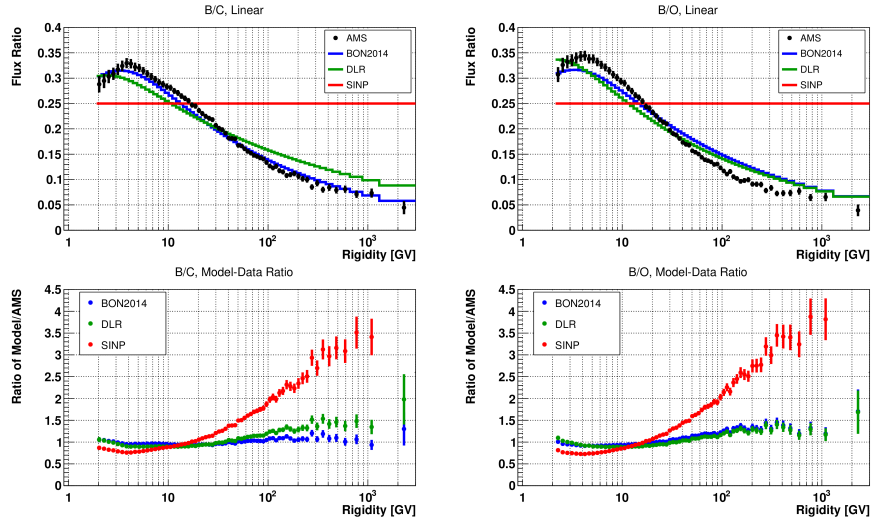 B/C, Linear
Flux Ratio
0.4
0.35
0.3
0.25
0.2
0.15
0.1
0.05
0
AMS
BON2014
DLR
SINP
1
10
10²
10³
Rigidity [GV]
B/O, Linear
Flux Ratio
0.4
0.35
0.3
0.25
0.2
0.15
0.1
0.05
0
AMS
BON2014
DLR
SINP
1
10
10²
10³
Rigidity [GV]
B/C, Model-Data Ratio
Ratio of Model/AMS
4.5
4
3.5
3
2.5
2
1.5
1
0.5
0
BON2014
DLR
SINP
1
10
10²
10³
Rigidity [GV]
B/O, Model-Data Ratio
Ratio of Model/AMS
4.5
4
3.5
3
2.5
2
1.5
1
0.5
0
BON2014
DLR
SINP
1
10
10²
10³
Rigidity [GV]